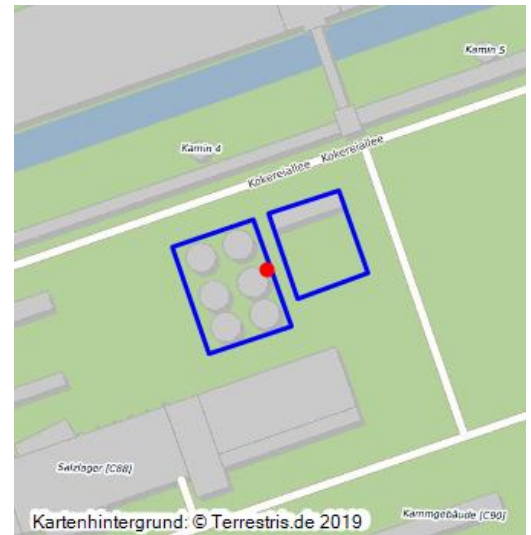 Kamin 5
Kamin 4
Kokereiallee Kokereiallee
Salzlager [C88]
Kammgebäude [C90]
Kartenhintergrund: © Terrestris.de 2019